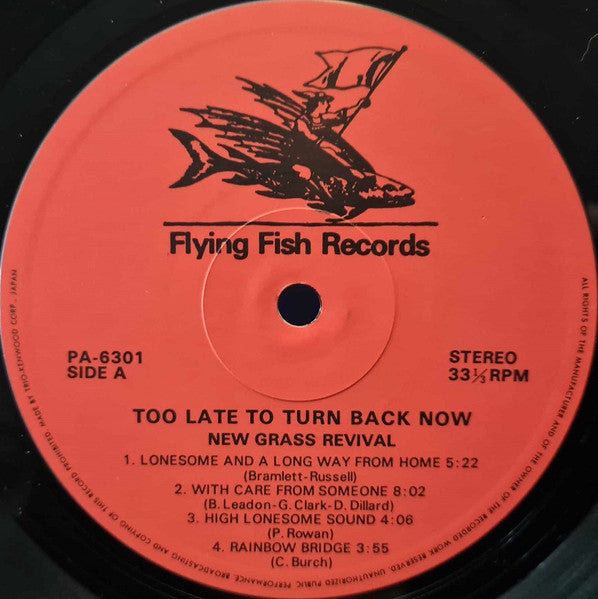 Flying Fish Records
PA-6301
SIDE A
STEREO
33 1/3 RPM
TOO LATE TO TURN BACK NOW
NEW GRASS REVIVAL
1. LONESOME AND A LONG WAY FROM HOME 5:22
(Bramlett-Russell)
2. WITH CARE FROM SOMEONE 8:02
(B. Leadon-G. Clark-D. Dillard)
3. HIGH LONESOME SOUND 4:06
(P. Rowan)
4. RAINBOW BRIDGE 3:55
(C. Burch)
ALL RIGHTS OF THE MANUFACTURER AND OF THE OWNER OF THE RECORDED WORK RESERVED. UNAUTHORIZED PUBLIC PERFORMANCE, BROADCASTING AND COPYING OF THIS RECORD PROHIBITED. MADE BY TRIO-KENWOOD CORP., JAPAN